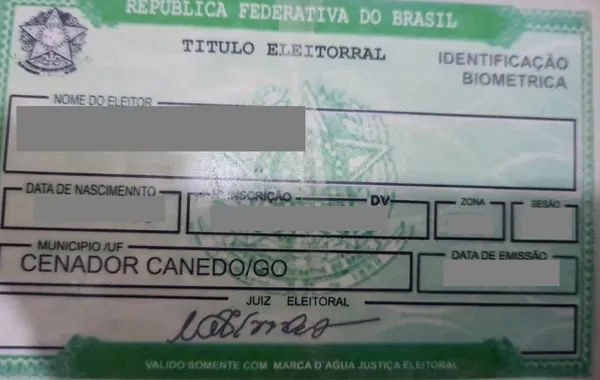 REPÚBLICA FEDERATIVA DO BRASIL
TITULO ELEITORRAL
IDENTIFICAÇÃO
BIOMETRICA
NOME DO ELEITOR
DATA DE NASCIMENNTO
INSCRIÇÃO
DV
ZONA
SESÃO
MUNICIPIO /UF
CENADOR CANEDO/GO
DATA DE EMISSÃO
JUIZ ELEITORAL
VALIDO SOMENTE COM MARCA D'AGUA JUSTIÇA ELEITORAL